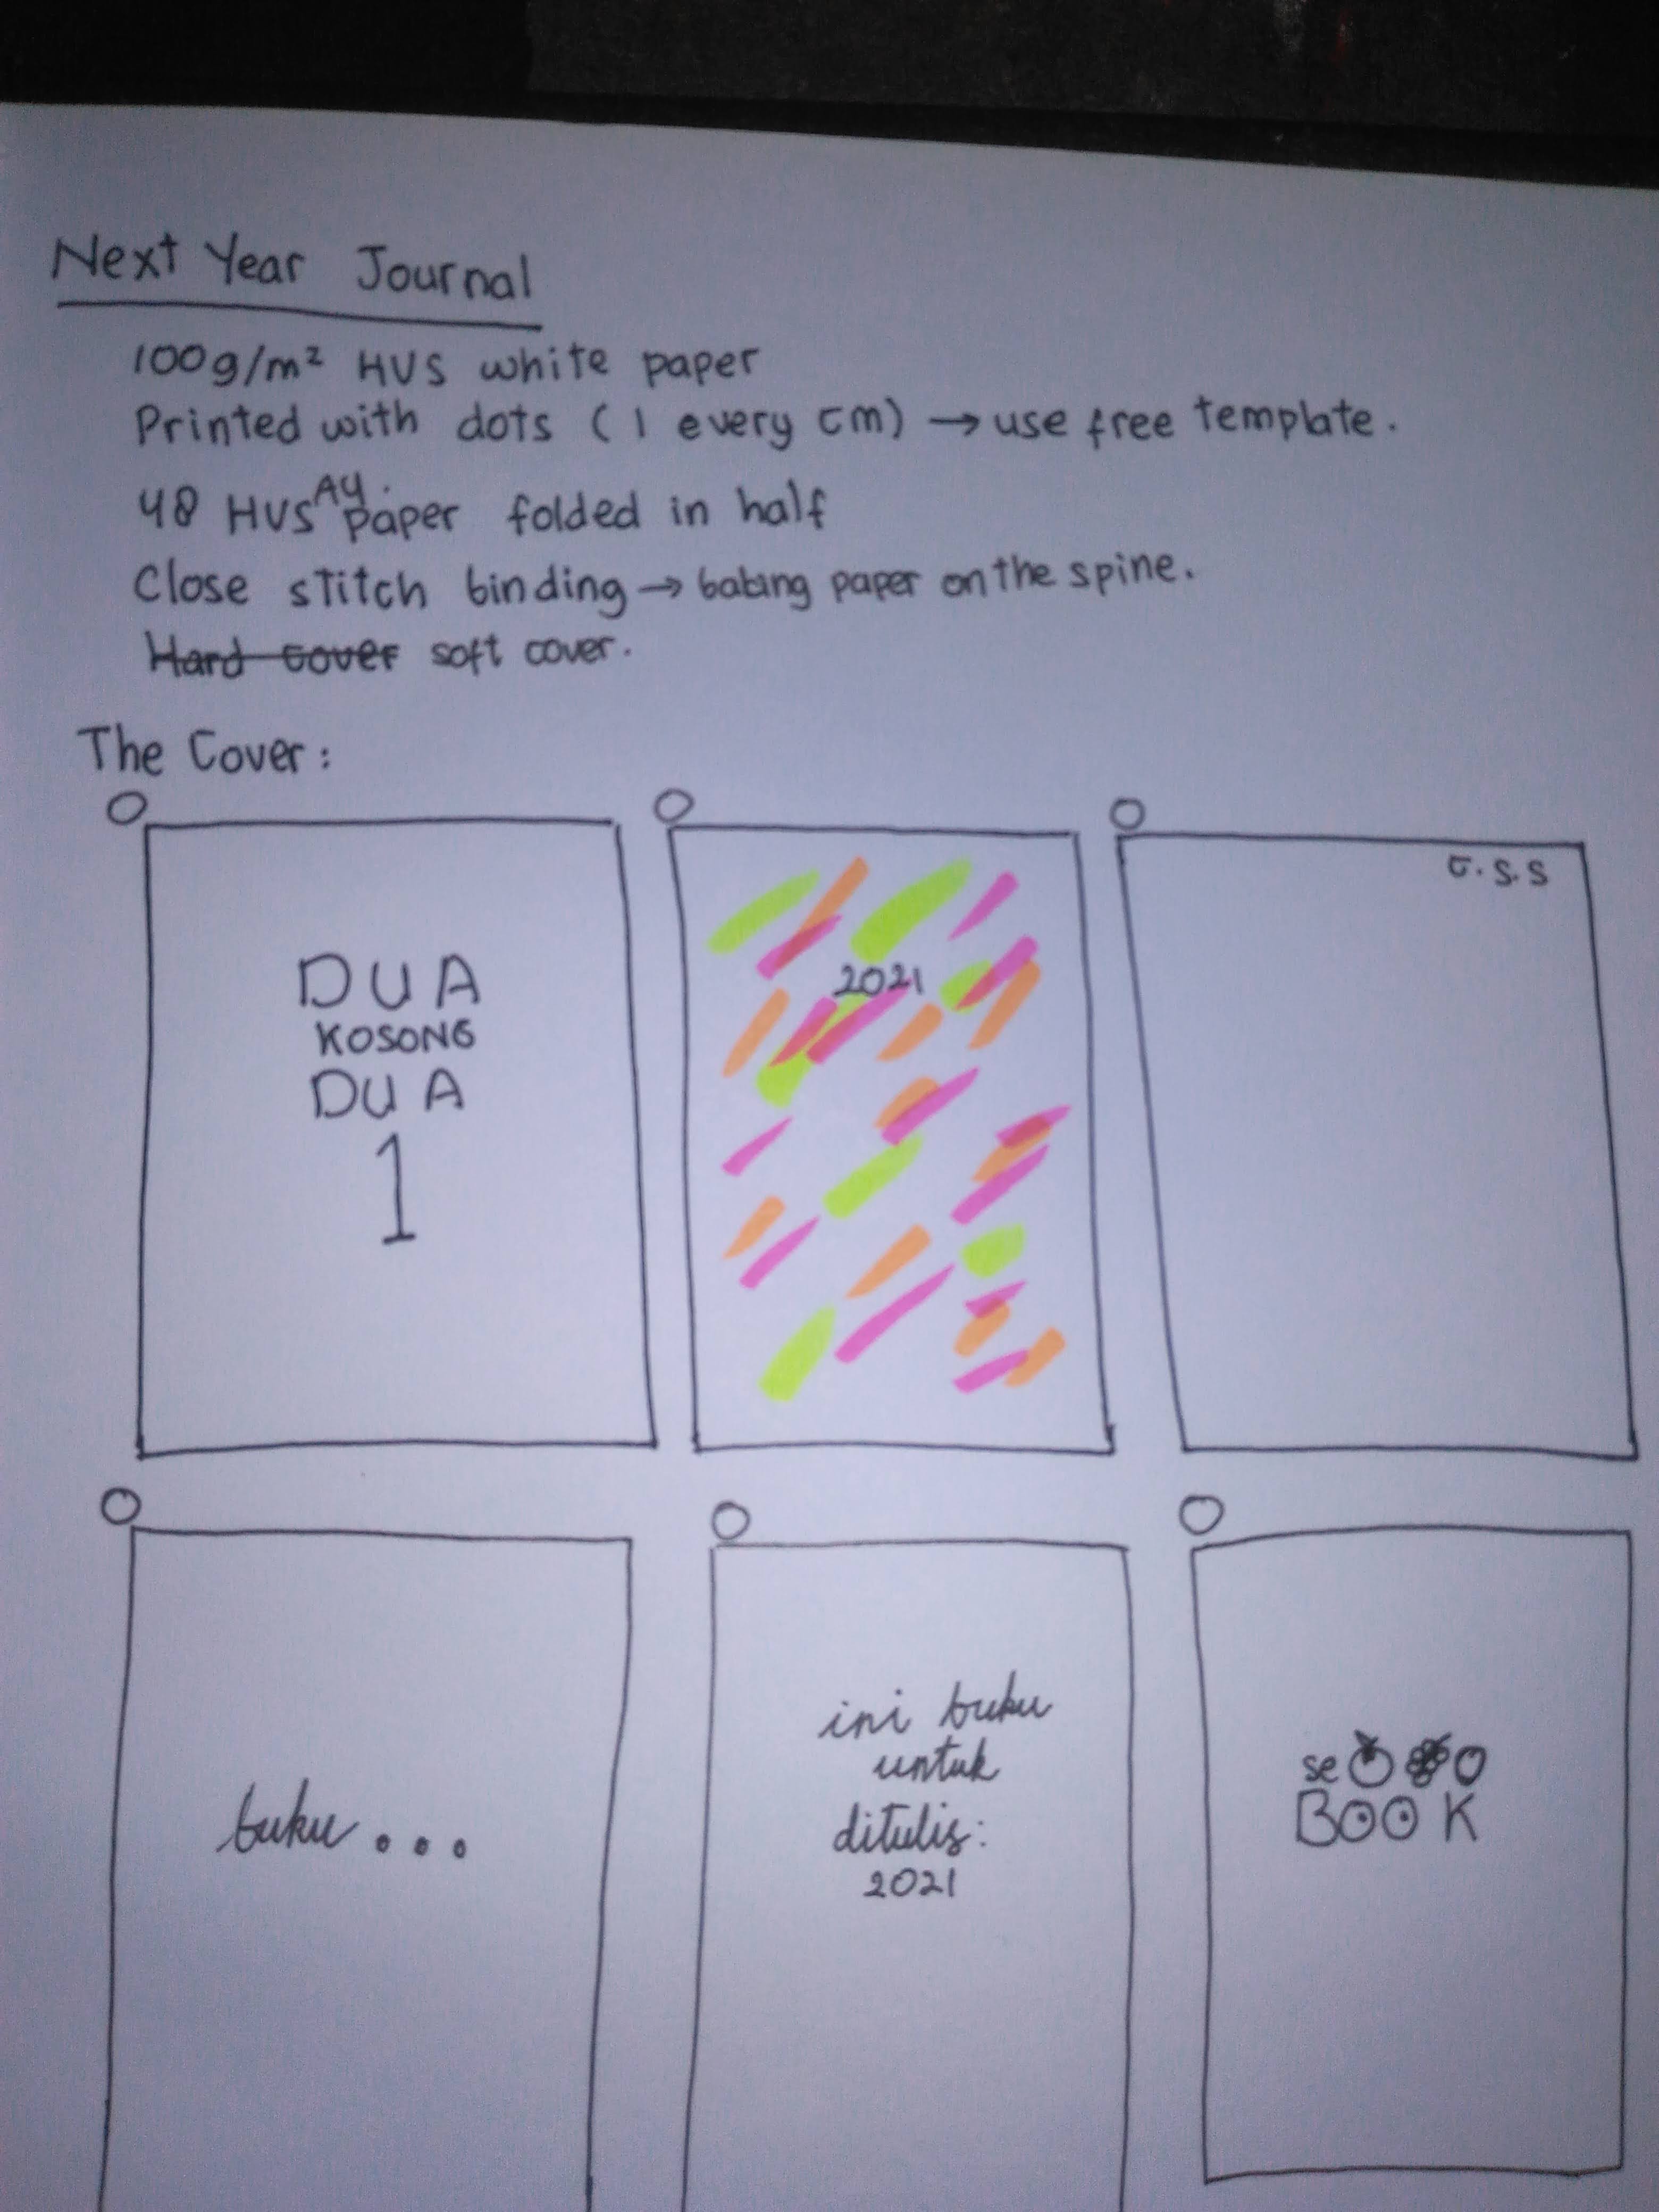 Next Year Journal
100g/m² HVS white paper
Printed with dots (1 every cm) → use free template.
48 HVS A4 paper folded in half
Close stitch binding → baking paper on the spine.
Hard cover soft cover.
The Cover:
DUA
KOSONG
DUA
1
2021
G.S.S
buku...
ini buku
untuk
ditulis:
2021
se
BOOK